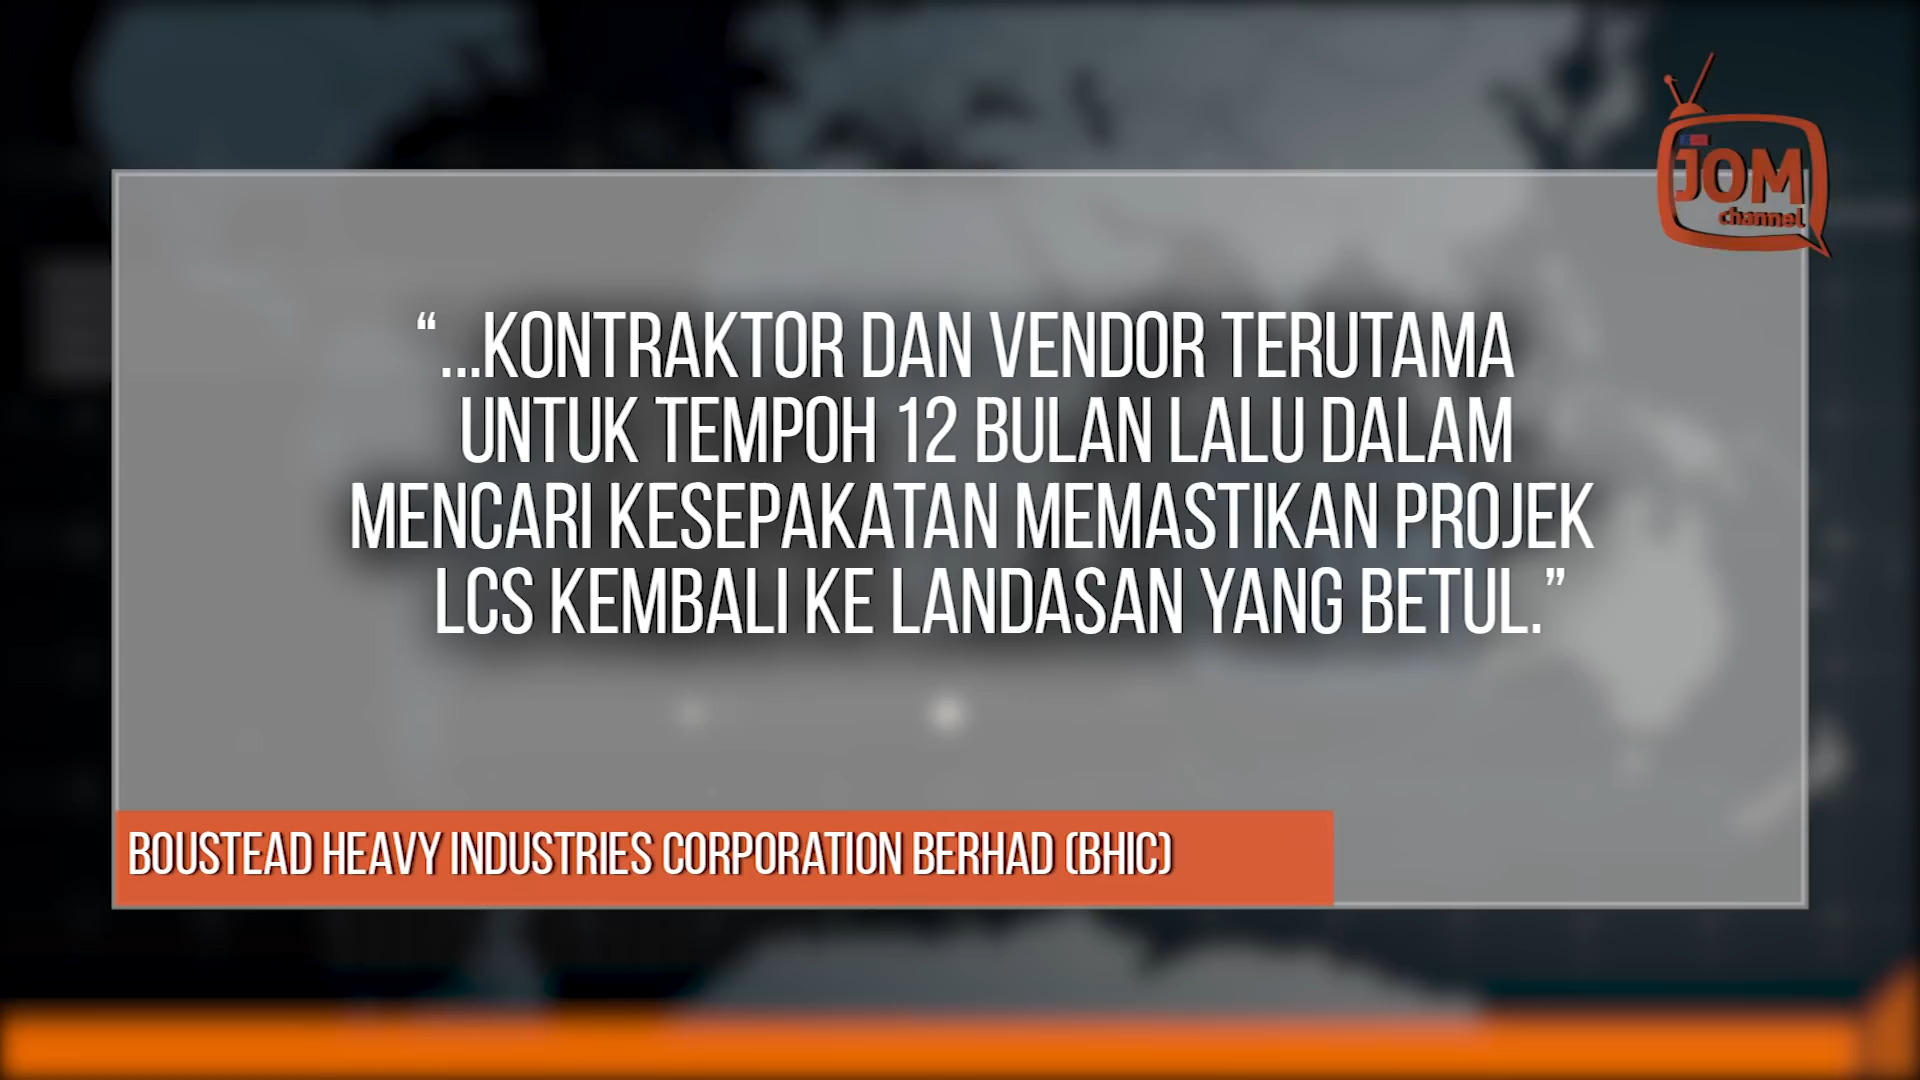 JOM
channel
“...KONTRAKTOR DAN VENDOR TERUTAMA
UNTUK TEMPOH 12 BULAN LALU DALAM
MENCARI KESEPAKATAN MEMASTIKAN PROJEK
LCS KEMBALI KE LANDASAN YANG BETUL.”
BOUSTEAD HEAVY INDUSTRIES CORPORATION BERHAD (BHIC)